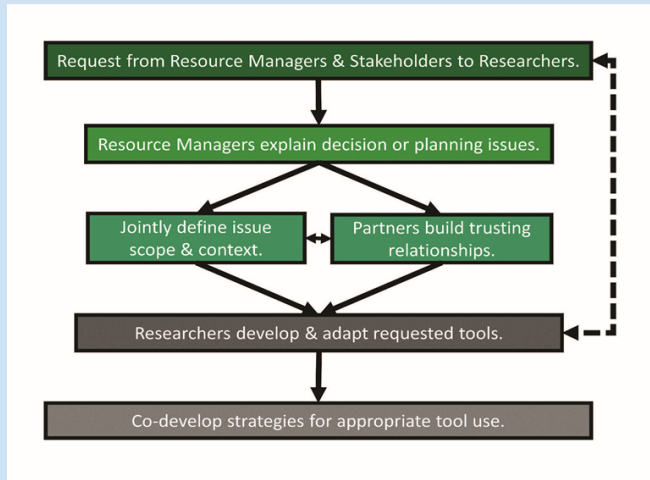 Request from Resource Managers & Stakeholders to Researchers.
Resource Managers explain decision or planning issues.
Jointly define issue
scope & context.
Partners build trusting
relationships.
Researchers develop & adapt requested tools.
Co-develop strategies for appropriate tool use.